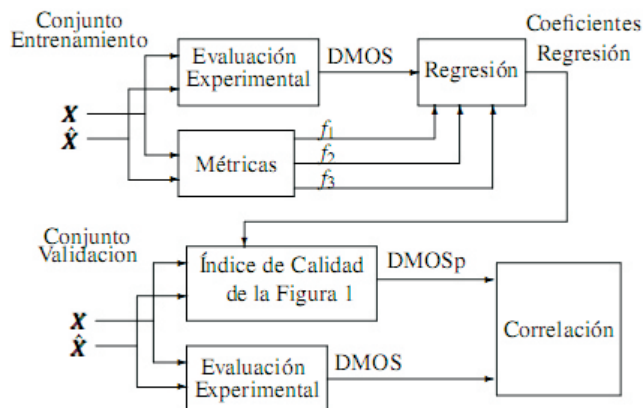 Conjunto
Entrenamiento
Coeficientes
Regresión
Evaluación
Experimental
DMOS
Regresión
X
X̂
Métricas
f1
f2
f3
Conjunto
Validacion
Índice de Calidad
de la Figura 1
DMOSp
X
X̂
Correlación
Evaluación
Experimental
DMOS